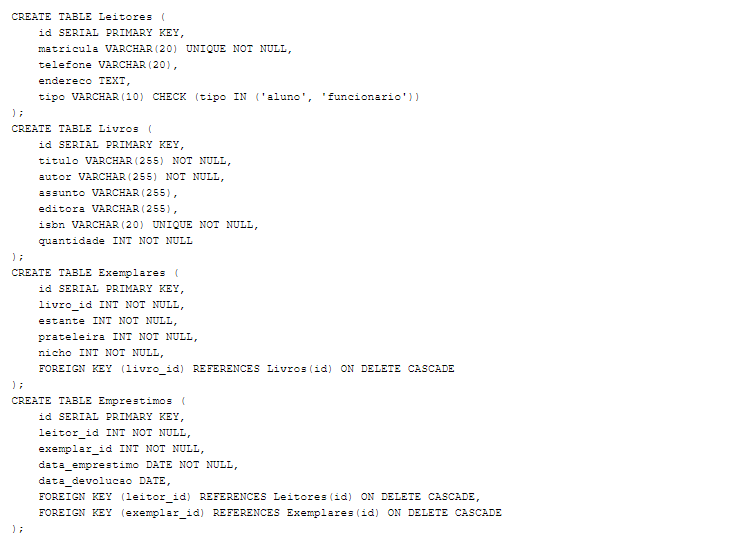 CREATE TABLE Leitores (
    id SERIAL PRIMARY KEY,
    matricula VARCHAR(20) UNIQUE NOT NULL,
    telefone VARCHAR(20),
    endereco TEXT,
    tipo VARCHAR(10) CHECK (tipo IN ('aluno', 'funcionario'))
);
CREATE TABLE Livros (
    id SERIAL PRIMARY KEY,
    titulo VARCHAR(255) NOT NULL,
    autor VARCHAR(255) NOT NULL,
    assunto VARCHAR(255),
    editora VARCHAR(255),
    isbn VARCHAR(20) UNIQUE NOT NULL,
    quantidade INT NOT NULL
);
CREATE TABLE Exemplares (
    id SERIAL PRIMARY KEY,
    livro_id INT NOT NULL,
    estante INT NOT NULL,
    prateleira INT NOT NULL,
    nicho INT NOT NULL,
    FOREIGN KEY (livro_id) REFERENCES Livros(id) ON DELETE CASCADE
);
CREATE TABLE Emprestimos (
    id SERIAL PRIMARY KEY,
    leitor_id INT NOT NULL,
    exemplar_id INT NOT NULL,
    data_emprestimo DATE NOT NULL,
    data_devolucao DATE,
    FOREIGN KEY (leitor_id) REFERENCES Leitores(id) ON DELETE CASCADE,
    FOREIGN KEY (exemplar_id) REFERENCES Exemplares(id) ON DELETE CASCADE
);